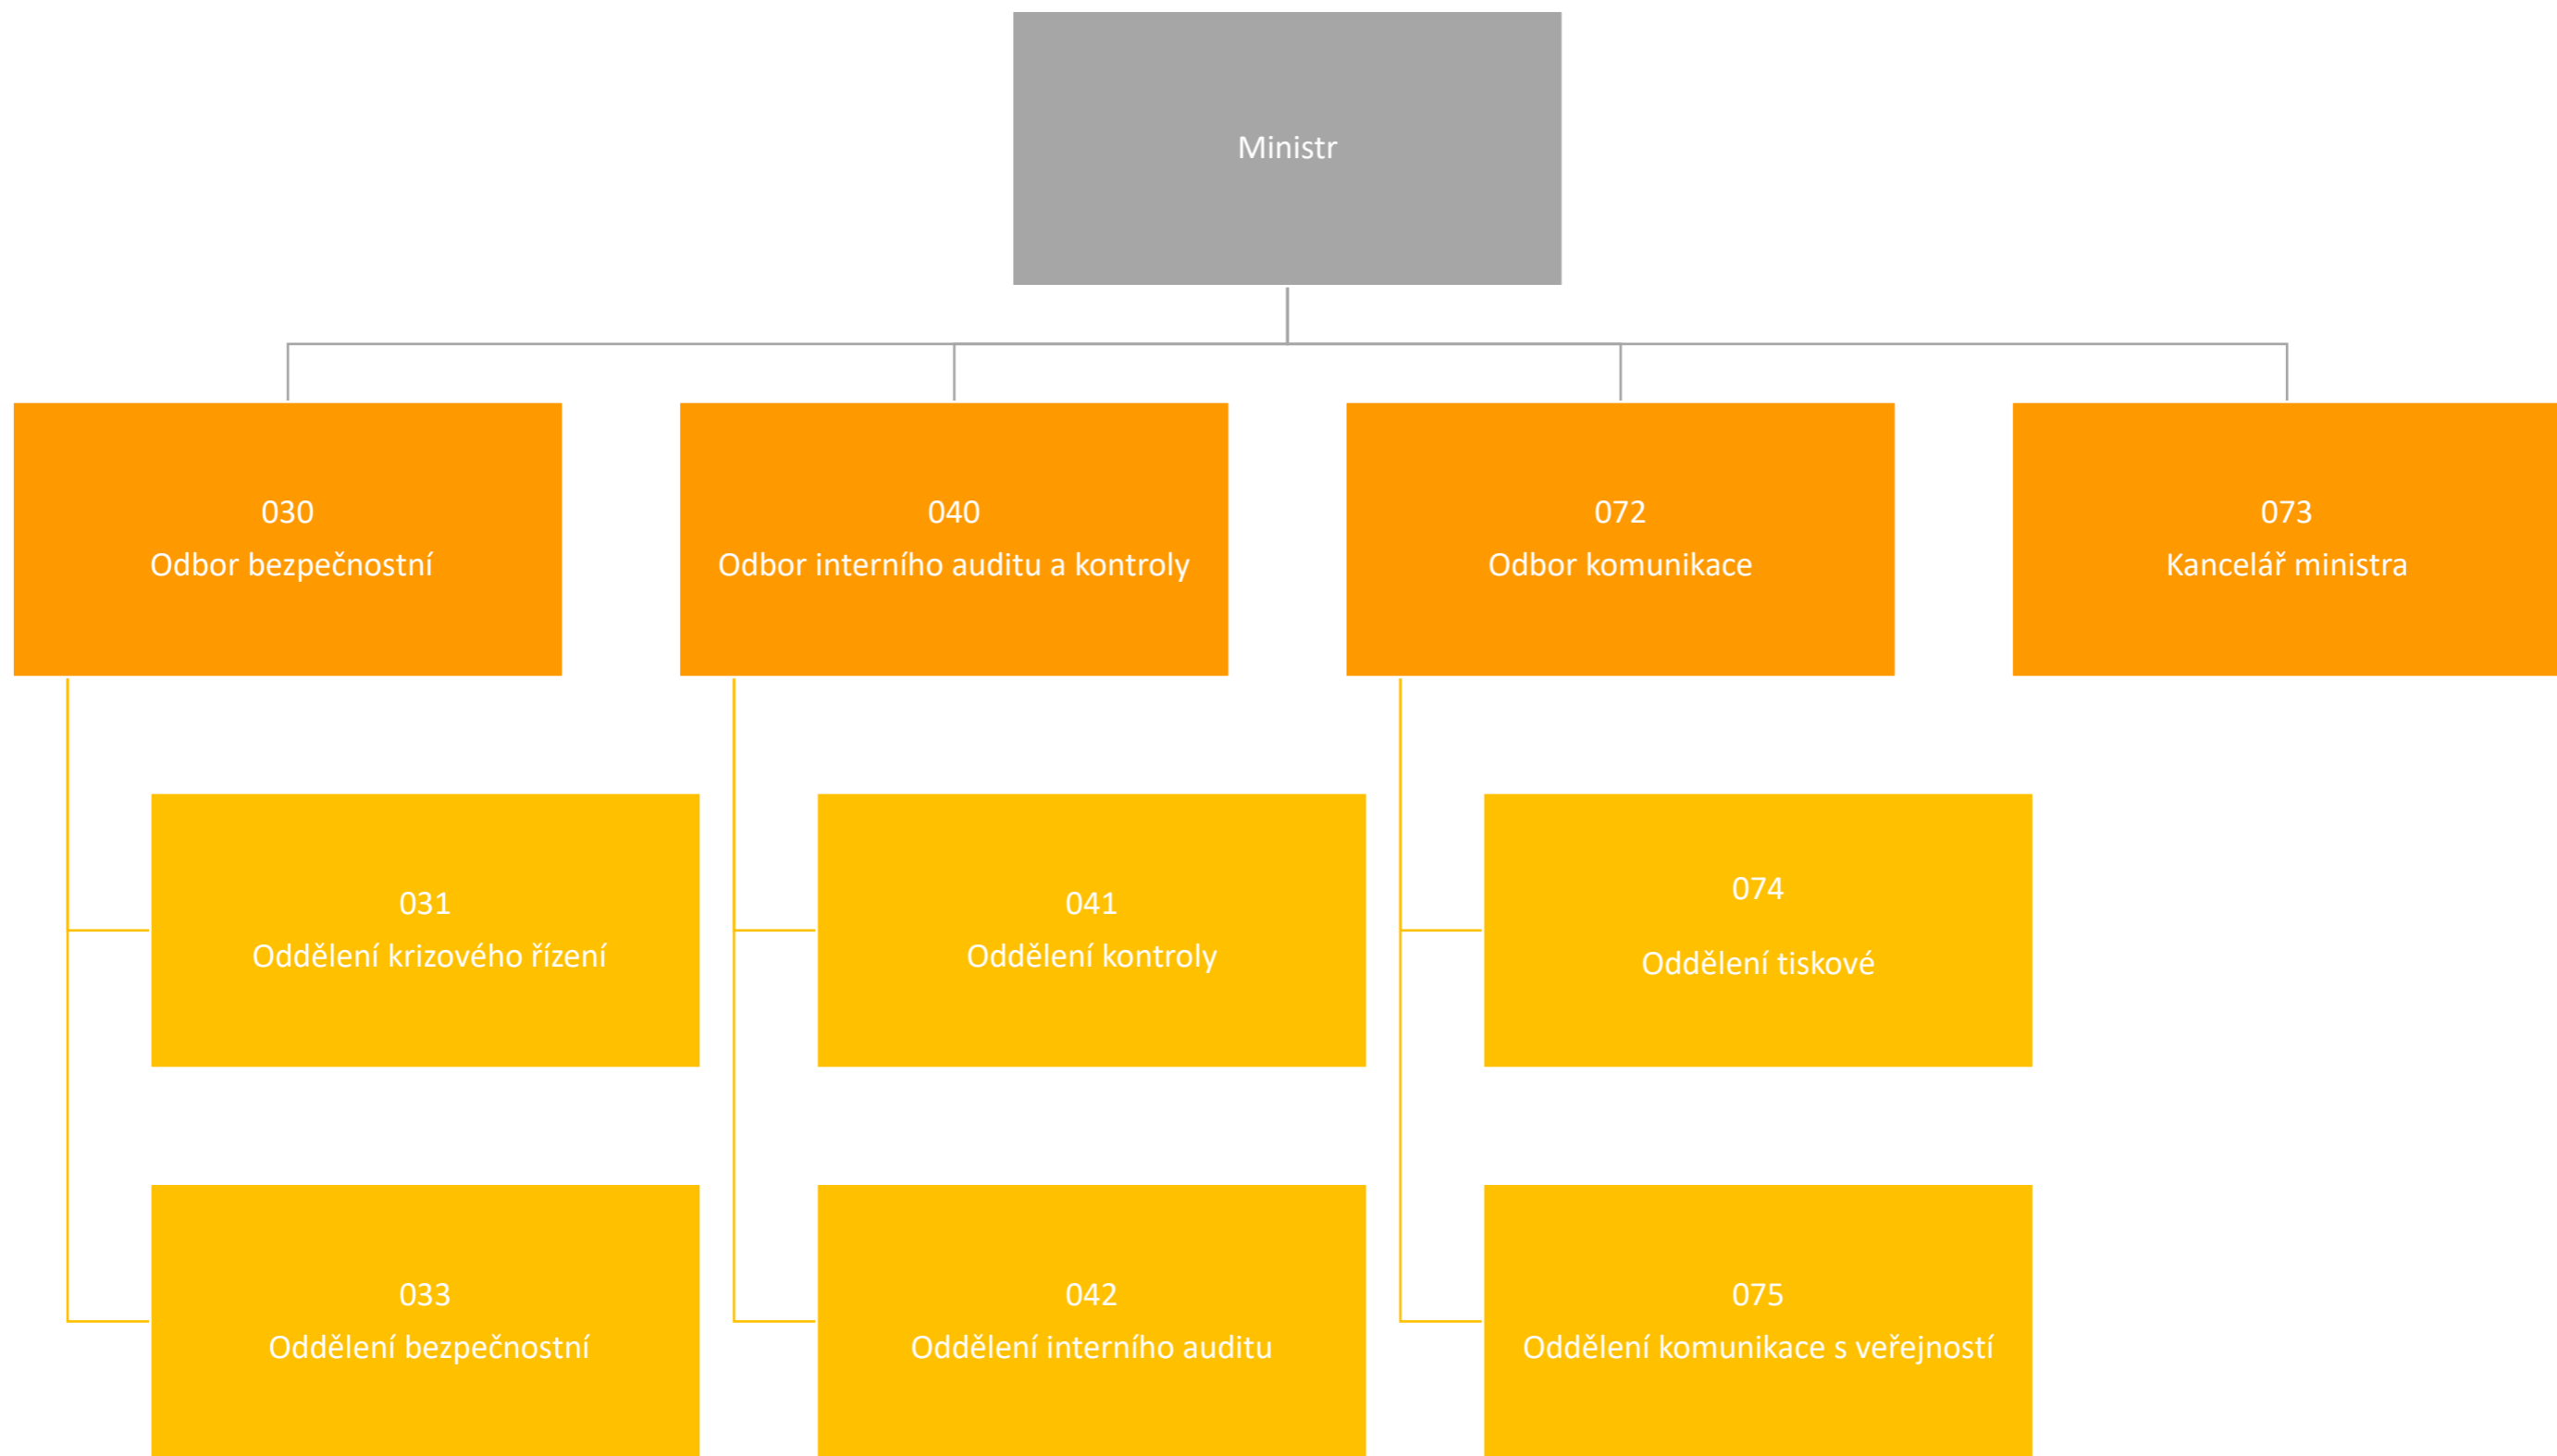 Ministr
030
Odbor bezpečnostní
040
Odbor interního auditu a kontroly
072
Odbor komunikace
073
Kancelář ministra
031
Oddělení krizového řízení
041
Oddělení kontroly
074
Oddělení tiskové
033
Oddělení bezpečnostní
042
Oddělení interního auditu
075
Oddělení komunikace s veřejností